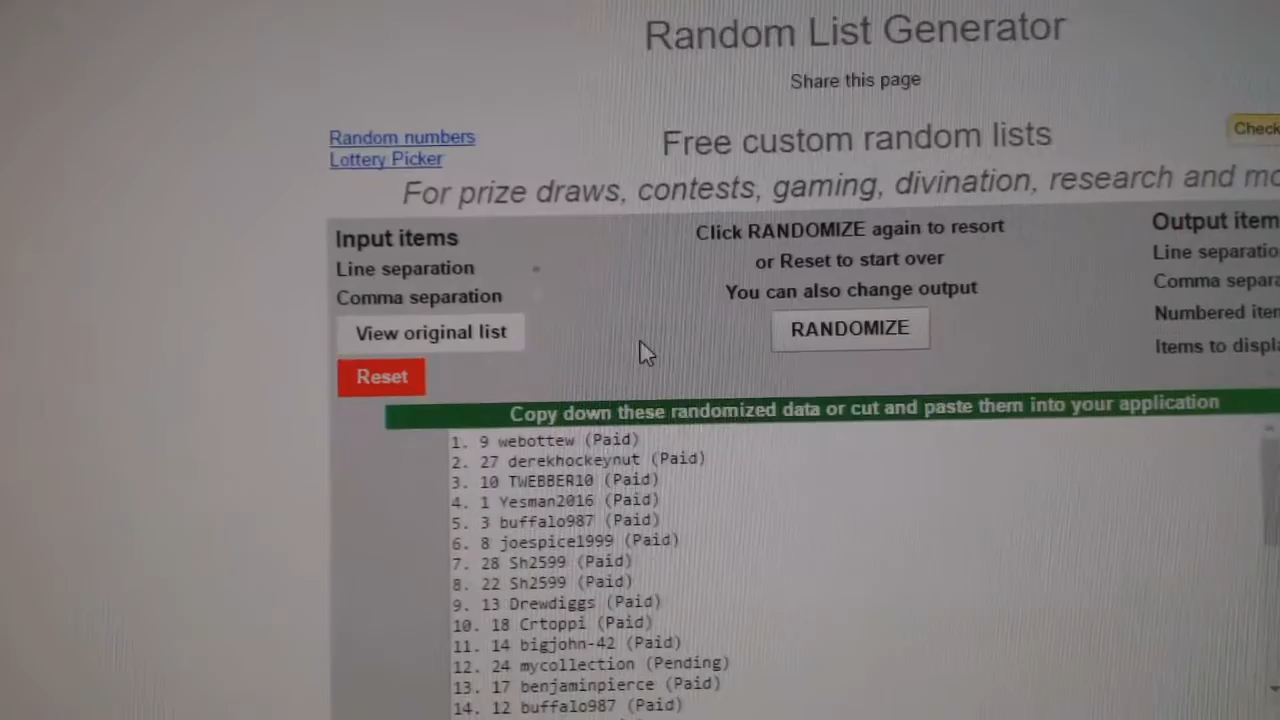 Random List Generator
Share this page
Random numbers
Lottery Picker
Free custom random lists
Check
For prize draws, contests, gaming, divination, research and mo
Input items
Line separation
Comma separation
View original list
Reset
Click RANDOMIZE again to resort
or Reset to start over
You can also change output
RANDOMIZE
Output item
Line separatio
Comma separa
Numbered iter
Items to displa
Copy down these randomized data or cut and paste them into your application
1. 9 webottew (Paid)
2. 27 derekhockeynut (Paid)
3. 10 TWEBBER10 (Paid)
4. 1 Yesman2016 (Paid)
5. 3 buffalo987 (Paid)
6. 8 joespice1999 (Paid)
7. 28 Sh2599 (Paid)
8. 22 Sh2599 (Paid)
9. 13 Drewdiggs (Paid)
10. 18 Crtoppi (Paid)
11. 14 bigjohn-42 (Paid)
12. 24 mycollection (Pending)
13. 17 benjaminpierce (Paid)
14. 12 buffalo987 (Paid)